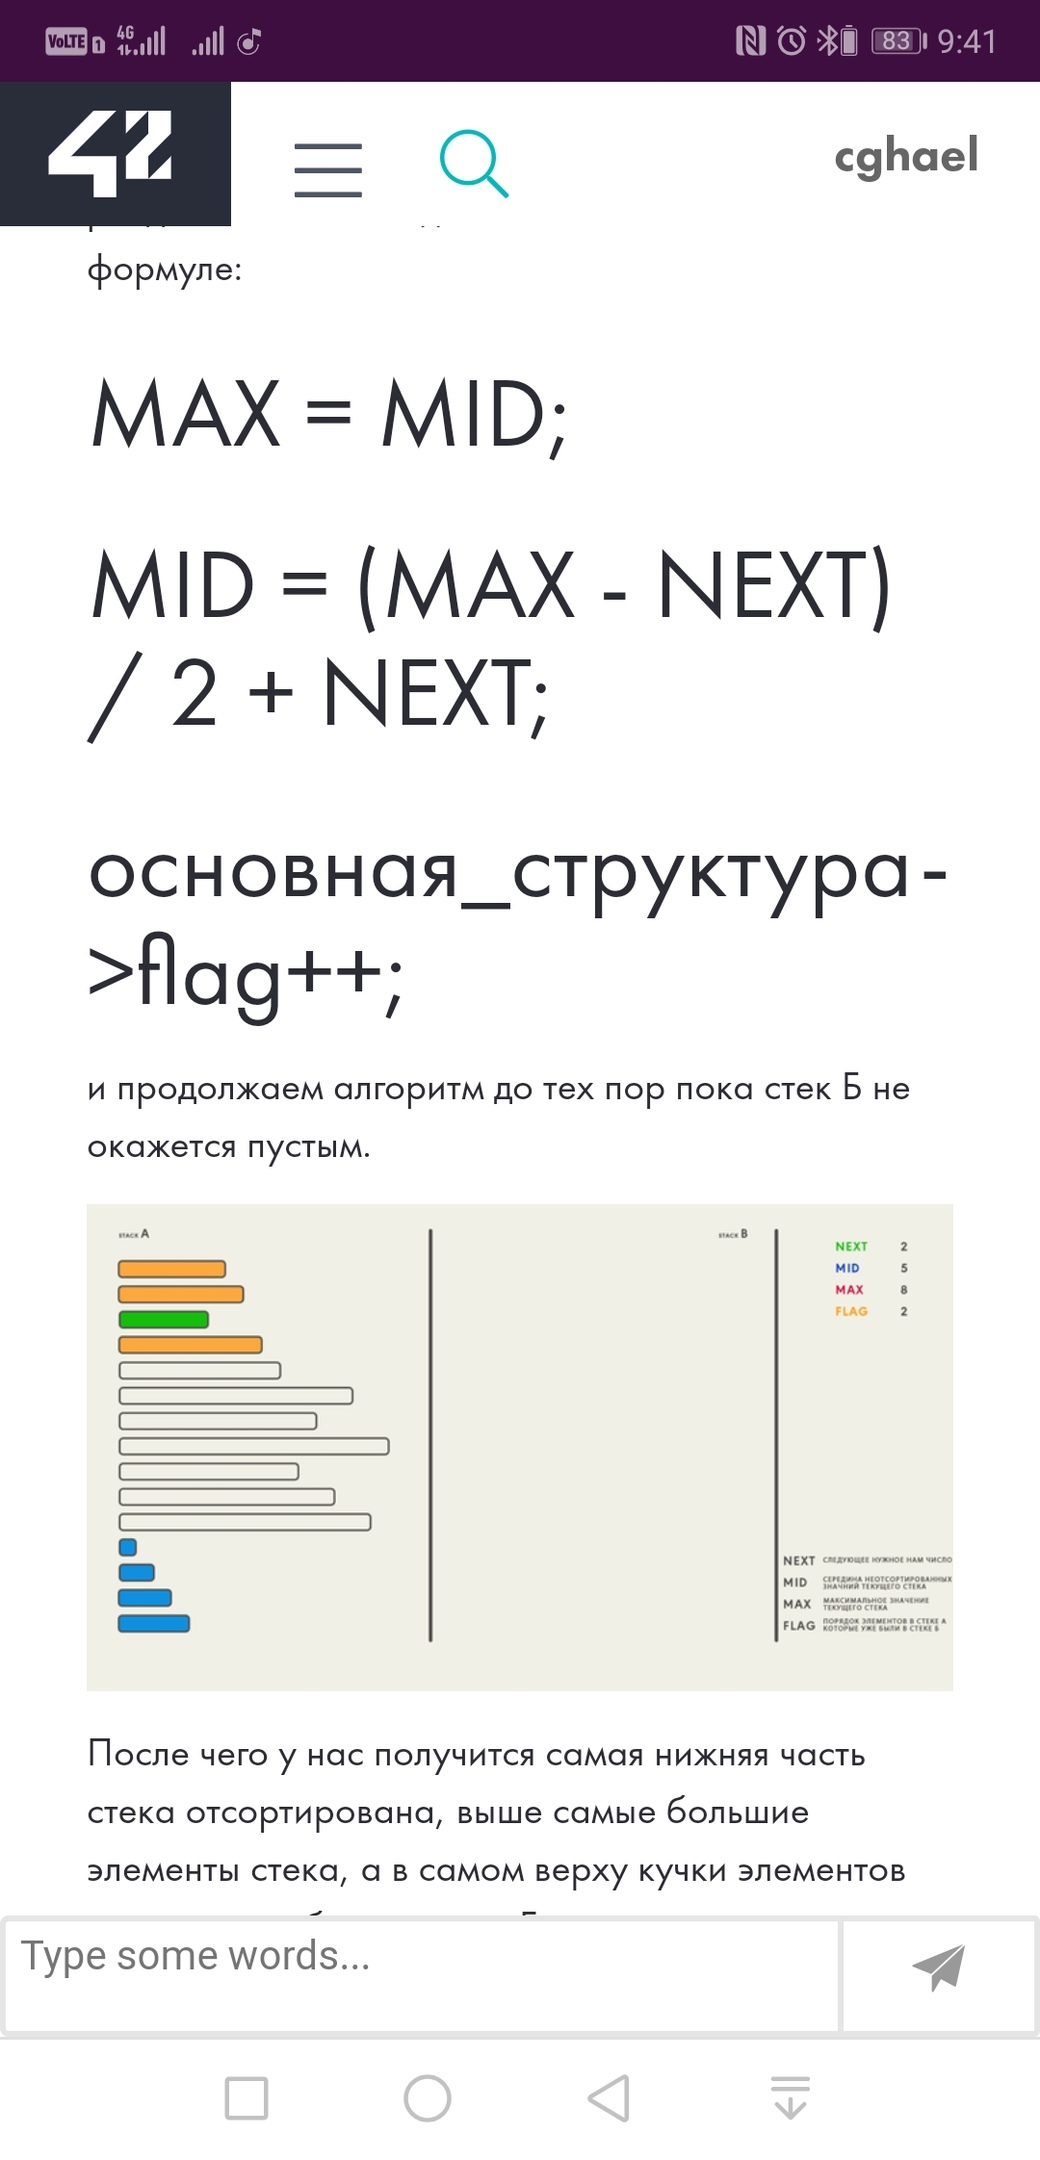 VoLTE 1 4G 83 9:41
42 cghael
формуле:
MAX = MID;
MID = (MAX - NEXT)
/ 2 + NEXT;
основная_структура-
>flag++;
и продолжаем алгоритм до тех пор пока стек Б не
окажется пустым.
STACK A
STACK B
NEXT 2
MID 5
MAX 8
FLAG 2
NEXT СЛЕДУЮЩЕЕ НУЖНОЕ НАМ ЧИСЛО
MID СЕРЕДИНА НЕОТСОРТИРОВАННЫХ
ЗНАЧНИЙ ТЕКУЩЕГО СТЕКА
MAX МАКСИМАЛЬНОЕ ЗНАЧЕНИЕ
ТЕКУЩЕГО СТЕКА
FLAG ПОРЯДОК ЭЛЕМЕНТОВ В СТЕКЕ А
КОТОРЫЕ УЖЕ БЫЛИ В СТЕКЕ Б
После чего у нас получится самая нижняя часть
стека отсортирована, выше самые большие
элементы стека, а в самом верху кучки элементов
Type some words...